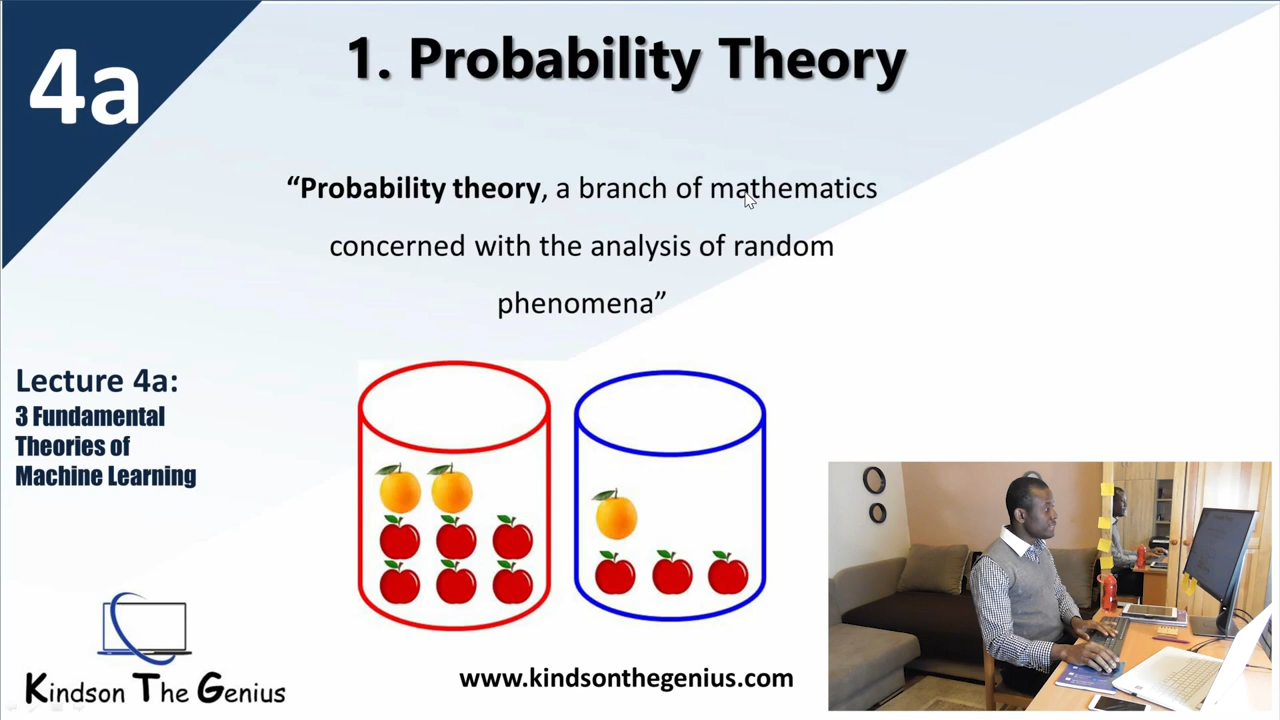 4a
1. Probability Theory
“Probability theory, a branch of mathematics
concerned with the analysis of random
phenomena”
Lecture 4a:
3 Fundamental
Theories of
Machine Learning
Kindson The Genius
www.kindsonthegenius.com